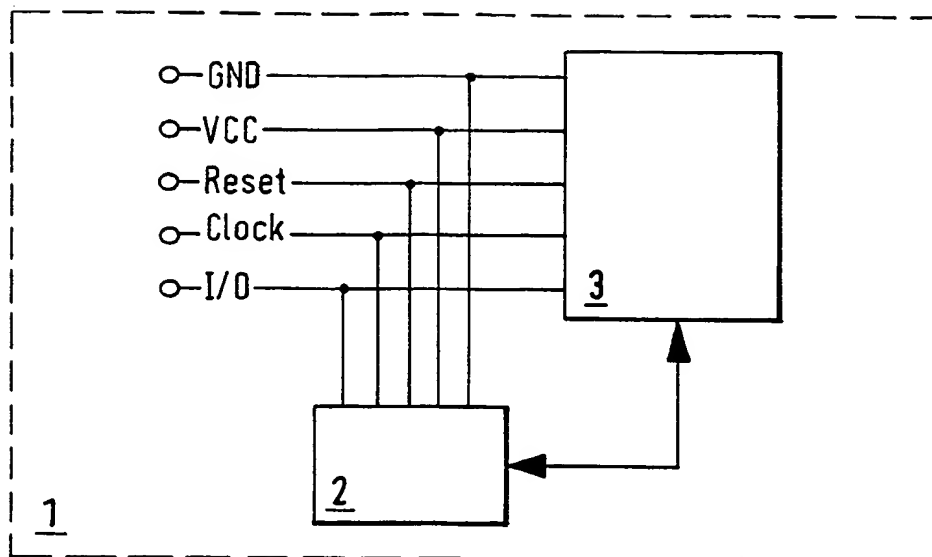 GND
VCC
Reset
Clock
I/O
3
2
1